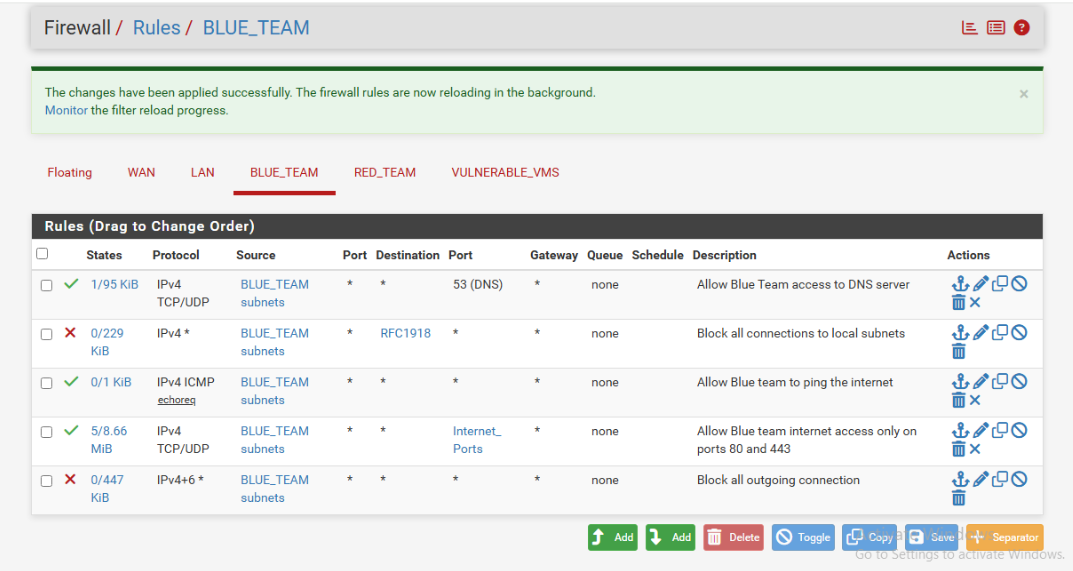 Firewall / Rules / BLUE_TEAM
The changes have been applied successfully. The firewall rules are now reloading in the background.
Monitor the filter reload progress.
×
Floating WAN LAN BLUE_TEAM RED_TEAM VULNERABLE_VMS
Rules (Drag to Change Order)
States Protocol Source Port Destination Port Gateway Queue Schedule Description Actions
1/95 KiB IPv4 BLUE_TEAM * * 53 (DNS) * none Allow Blue Team access to DNS server
TCP/UDP subnets
0/229 IPv4 * BLUE_TEAM * RFC1918 * * none Block all connections to local subnets
KiB subnets
0/1 KiB IPv4 ICMP BLUE_TEAM * * * * none Allow Blue team to ping the internet
echoreq subnets
5/8.66 IPv4 BLUE_TEAM * * Internet_ * none Allow Blue team internet access only on
MiB TCP/UDP subnets Ports ports 80 and 443
0/447 IPv4+6 * BLUE_TEAM * * * * none Block all outgoing connection
KiB subnets
Add Add Delete Toggle Copy Save Separator
Activate Windows
Go to Settings to activate Windows.